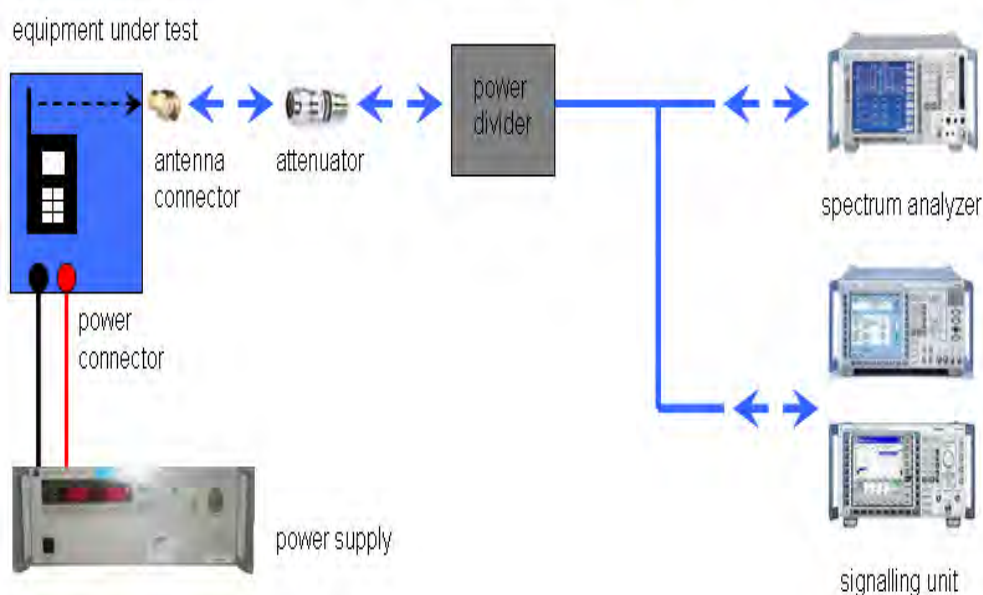 equipment under test
power
divider
antenna
connector
attenuator
spectrum analyzer
power
connector
power supply
signalling unit